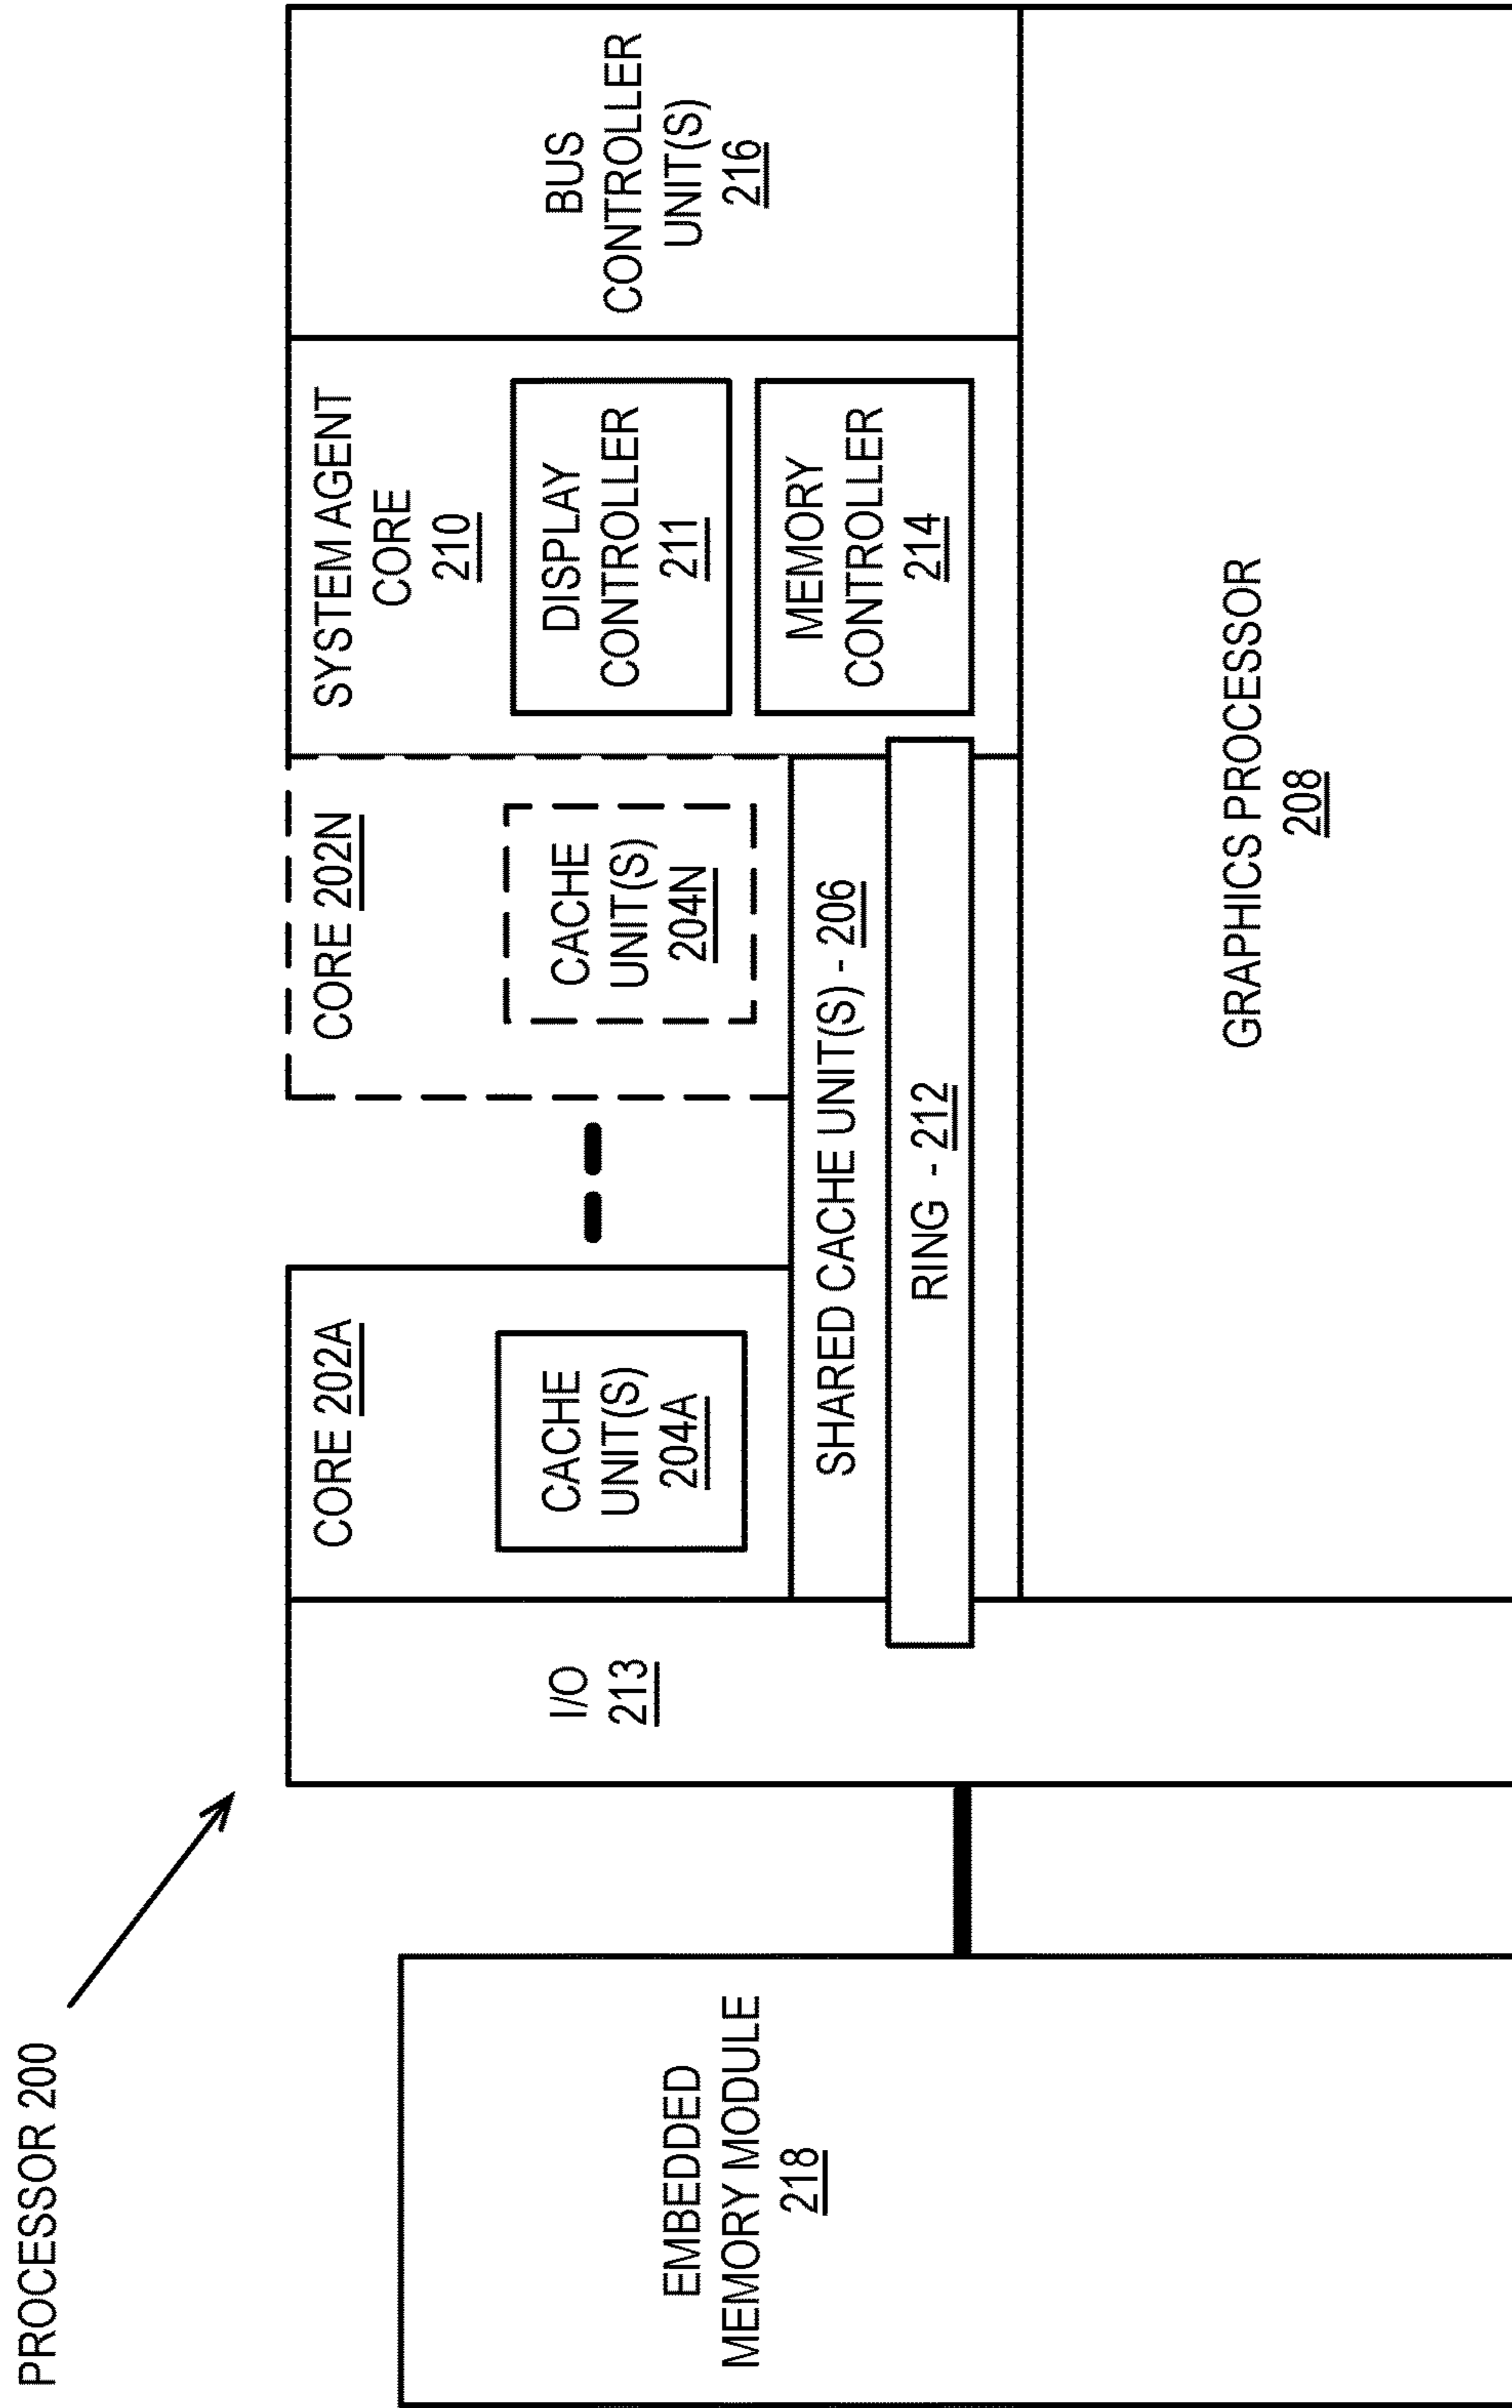 PROCESSOR 200
EMBEDDED
MEMORY MODULE
218
I/O
213
CORE 202A
CACHE
UNIT(S)
204A
CORE 202N
CACHE
UNIT(S)
204N
SHARED CACHE UNIT(S) - 206
RING - 212
SYSTEM AGENT
CORE
210
DISPLAY
CONTROLLER
211
MEMORY
CONTROLLER
214
BUS
CONTROLLER
UNIT(S)
216
GRAPHICS PROCESSOR
208